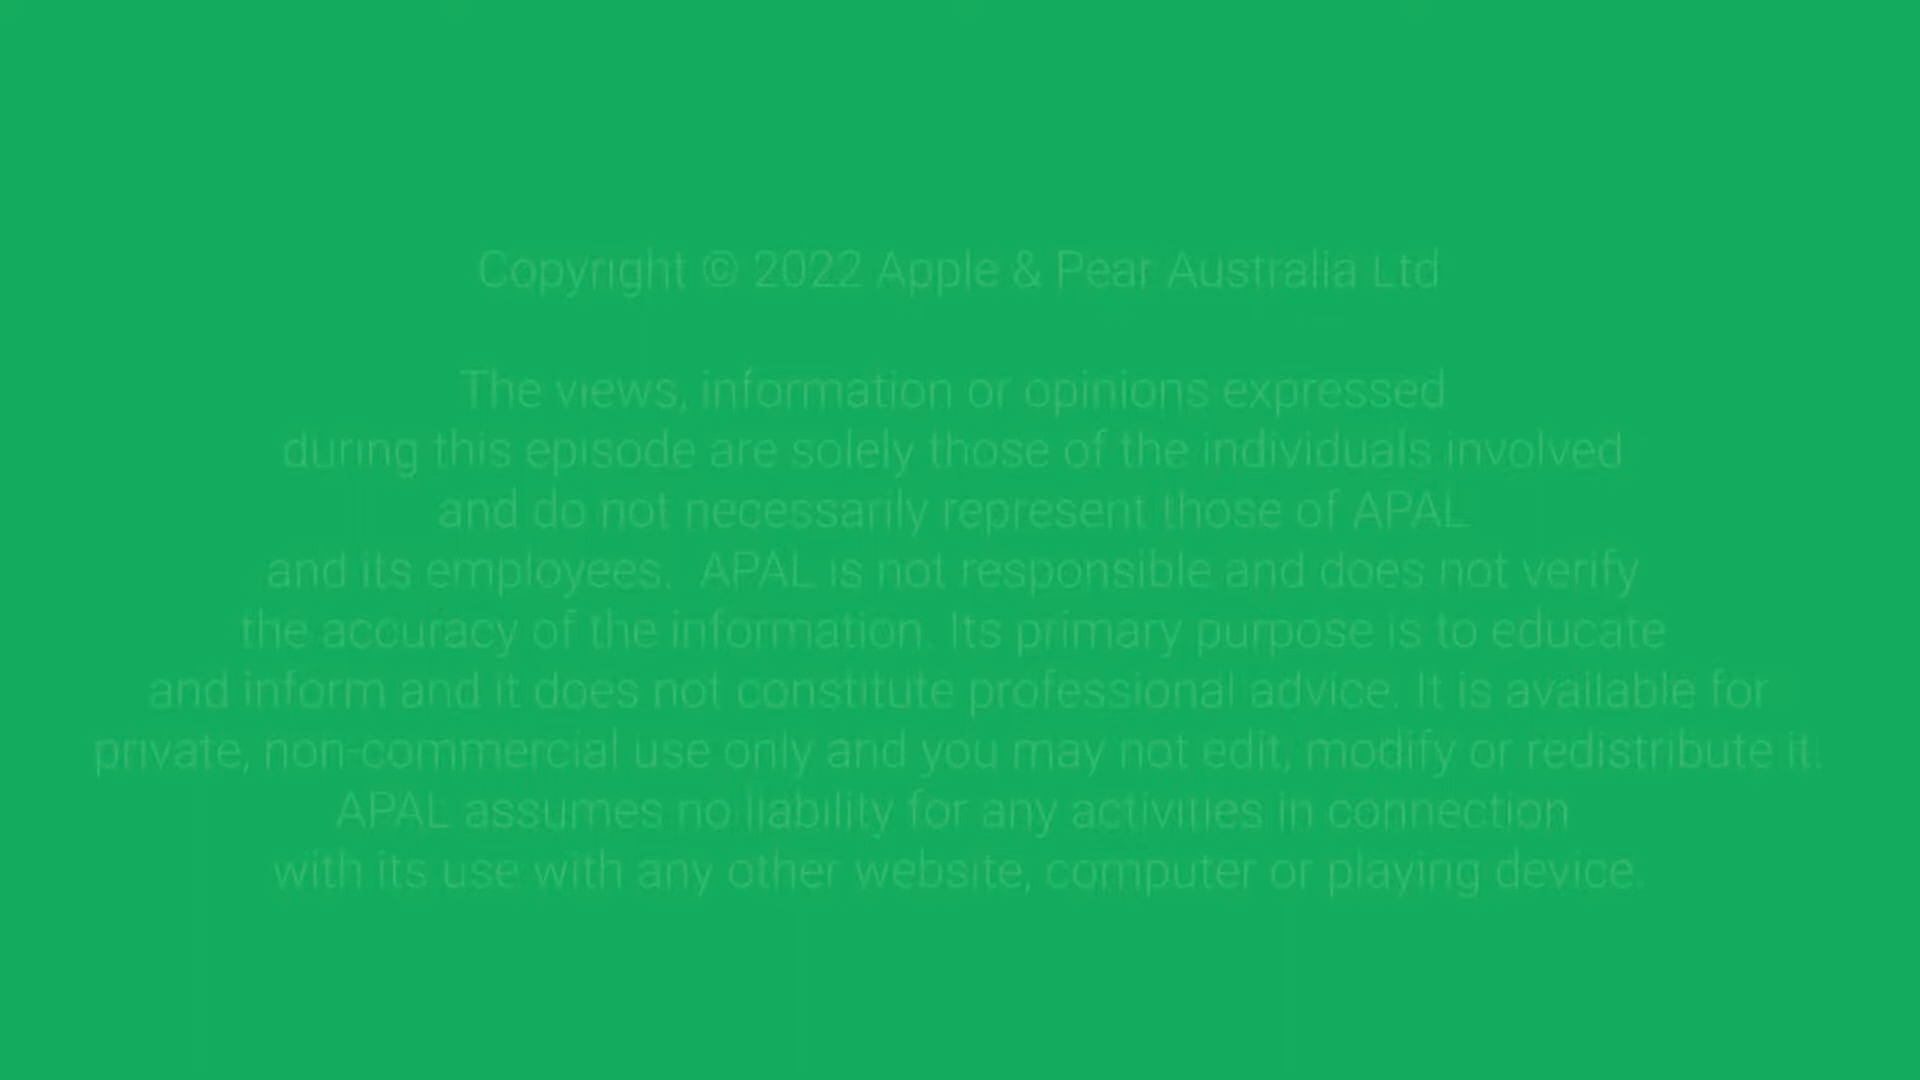 Copyright © 2022 Apple & Pear Australia Ltd
The views, information or opinions expressed
during this episode are solely those of the individuals involved
and do not necessarily represent those of APAL
and its employees.  APAL is not responsible and does not verify
the accuracy of the information. Its primary purpose is to educate
and inform and it does not constitute professional advice. It is available for
private, non-commercial use only and you may not edit, modify or redistribute it.
APAL assumes no liability for any activities in connection
with its use with any other website, computer or playing device.